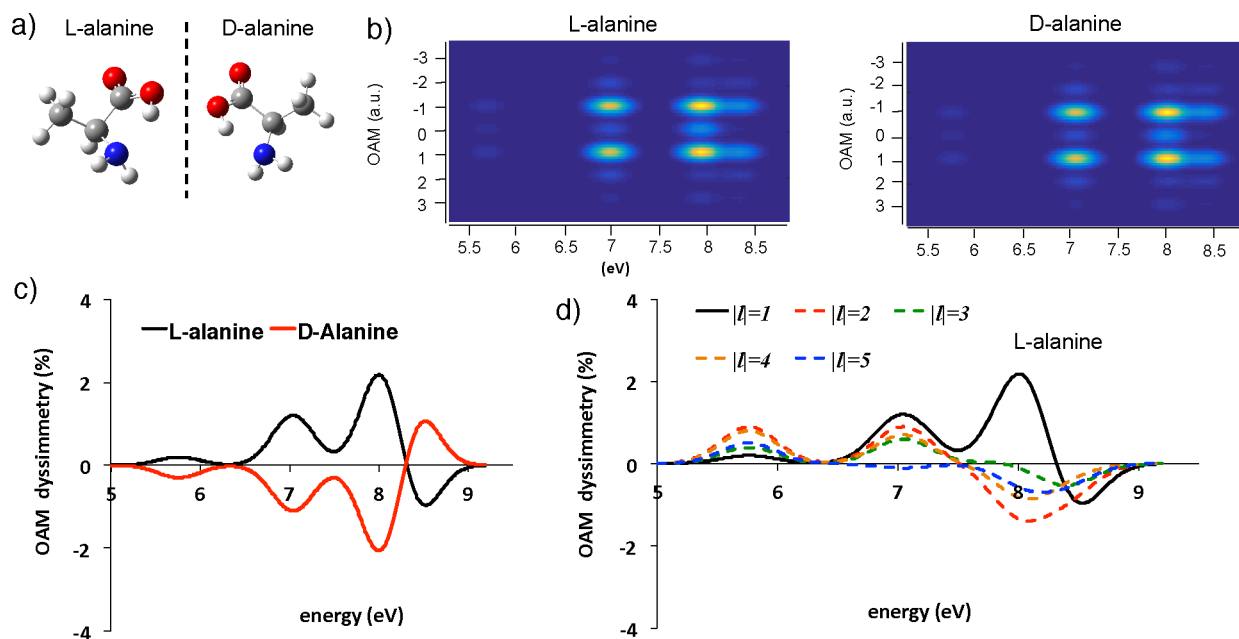 a)
L-alanine
D-alanine
b)
L-alanine
OAM (a.u.)
-3
-2
-1
0
1
2
3
5.5 6 6.5 7 7.5 8 8.5
(eV)
D-alanine
OAM (a.u.)
-3
-2
-1
0
1
2
3
5.5 6 6.5 7 7.5 8 8.5
c)
OAM dyssimetry (%)
4
2
0
-2
-4
5 6 7 8 9
L-alanine D-Alanine
energy (eV)
d)
OAM dyssimetry (%)
4
2
0
-2
-4
5 6 7 8 9
|l|=1 |l|=2 |l|=3
|l|=4 |l|=5
L-alanine
energy (eV)